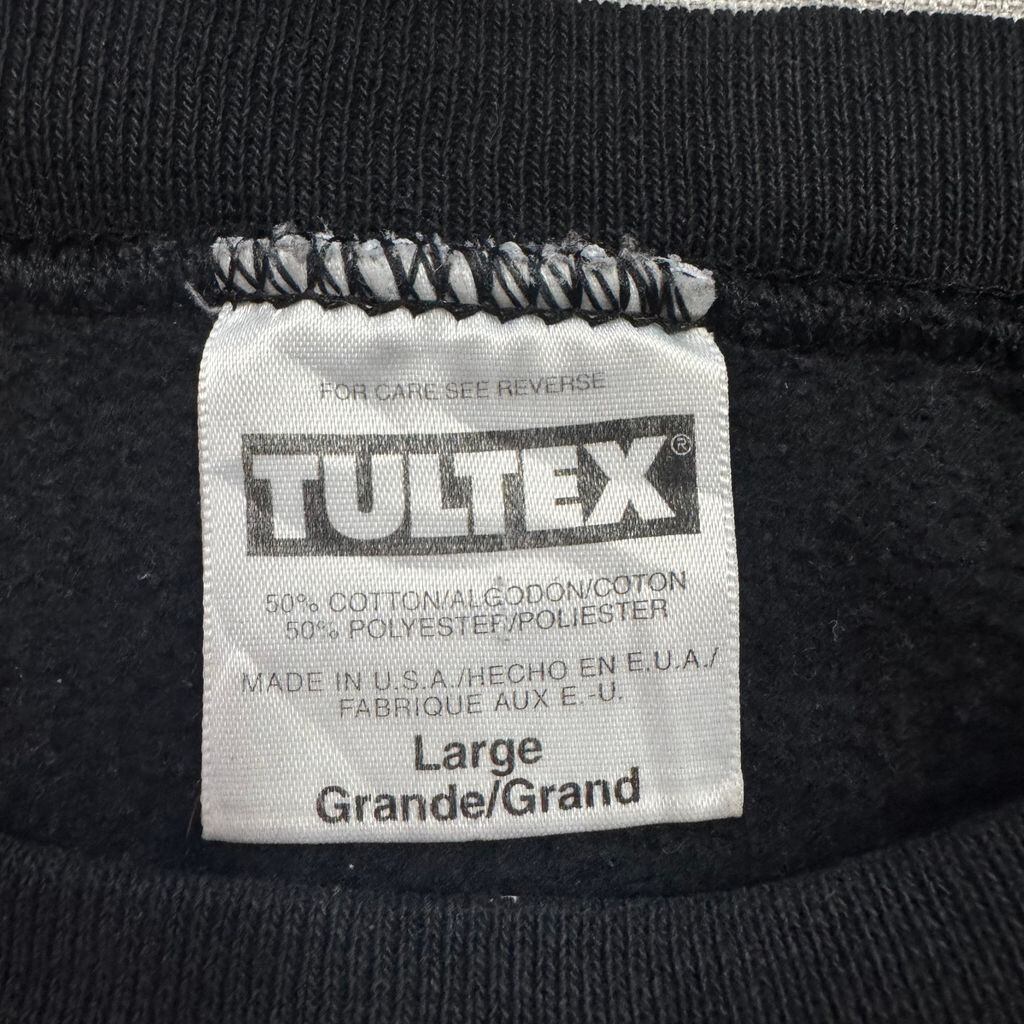 FOR CARE SEE REVERSE
TULTEX®
50% COTTON/ALGODÓN/COTON
50% POLYESTER/POLIESTER
MADE IN U.S.A./HECHO EN E.U.A./
FABRIQUE AUX E.-U.
Large
Grande/Grand